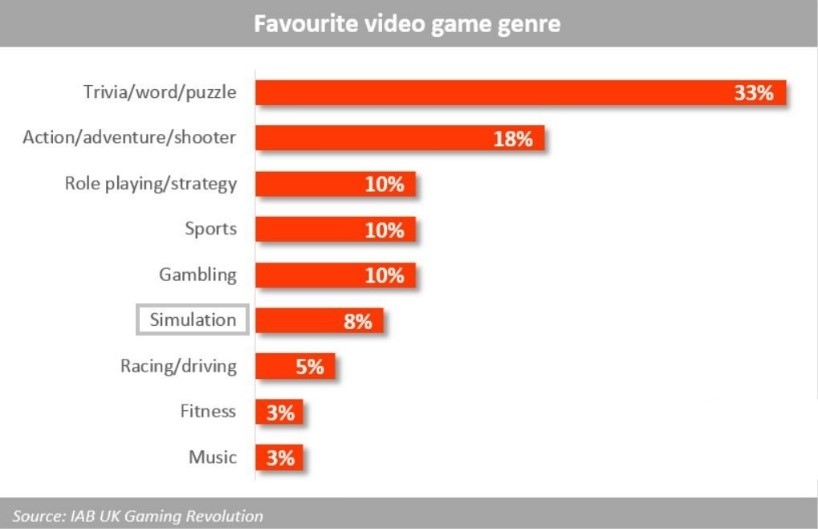 Favourite video game genre
Trivia/word/puzzle 33%
Action/adventure/shooter 18%
Role playing/strategy 10%
Sports 10%
Gambling 10%
Simulation 8%
Racing/driving 5%
Fitness 3%
Music 3%
Source: IAB UK Gaming Revolution